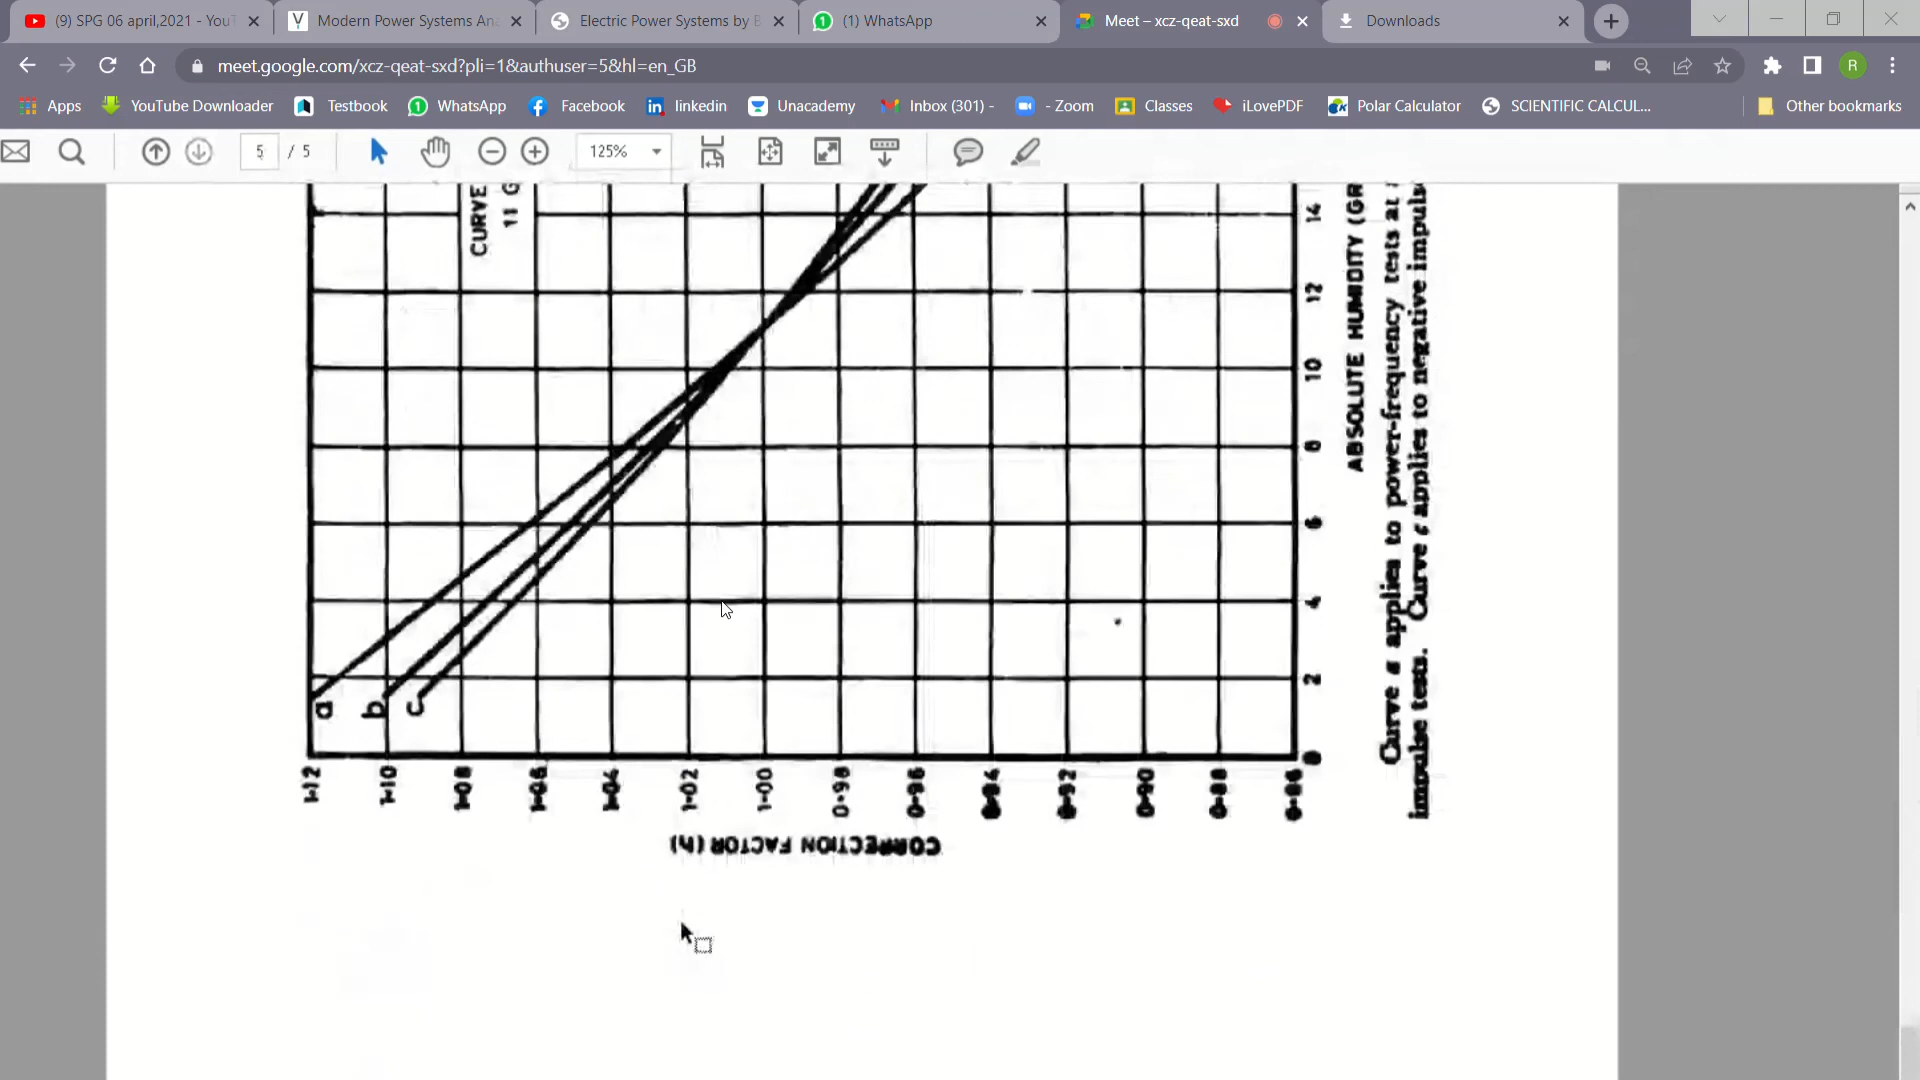 (9) SPG 06 april,2021 - YouT
Modern Power Systems Ana
Electric Power Systems by B
(1) WhatsApp
Meet – xcz-qeat-sxd
Downloads
meet.google.com/xcz-qeat-sxd?pli=1&authuser=5&hl=en_GB
R
Apps
YouTube Downloader
Testbook
WhatsApp
Facebook
linkedin
Unacademy
Inbox (301) -
- Zoom
Classes
iLovePDF
Polar Calculator
SCIENTIFIC CALCUL...
Other bookmarks
5 / 5
125%
CURVE
11 G
a
b
c
14
12
10
8
6
4
2
0
1·12
1·10
1·08
1·06
1·04
1·02
1·00
0·98
0·96
0·94
0·92
0·90
0·88
0·86
CORRECTION FACTOR (h)
ABSOLUTE HUMIDITY (GR
Curve a applies to power-frequency tests at
impulse tests. Curve c applies to negative impuls